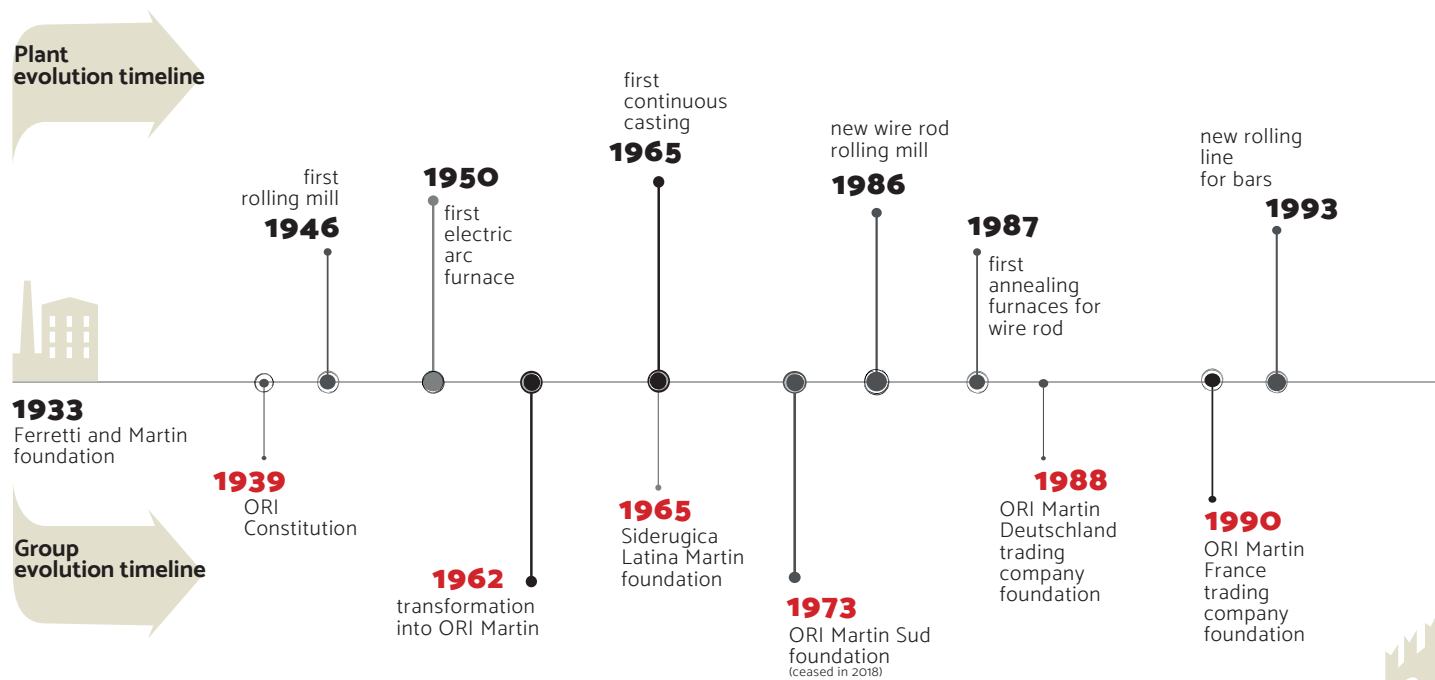 Plant
evolution timeline
first
rolling mill
1946
1950
first
electric
arc
furnace
first
continuous
casting
1965
new wire rod
rolling mill
1986
1987
first
annealing
furnaces for
wire rod
new rolling
line
for bars
1993
1933
Ferretti and Martin
foundation
Group
evolution timeline
1939
ORI
Constitution
1962
transformation
into ORI Martin
1965
Siderugica
Latina Martin
foundation
1973
ORI Martin Sud
foundation
(ceased in 2018)
1988
ORI Martin
Deutschland
trading
company
foundation
1990
ORI Martin
France
trading
company
foundation